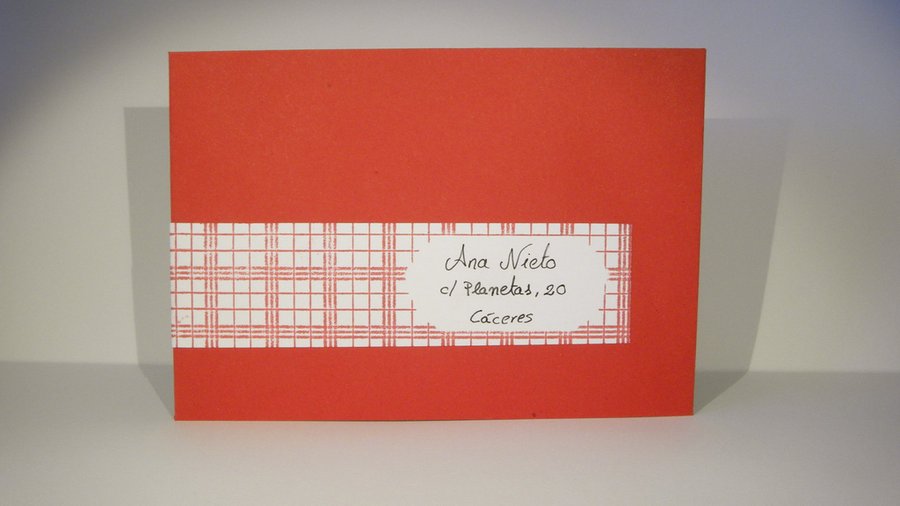 Ana Nieto
c/ Planetas, 20
Cáceres